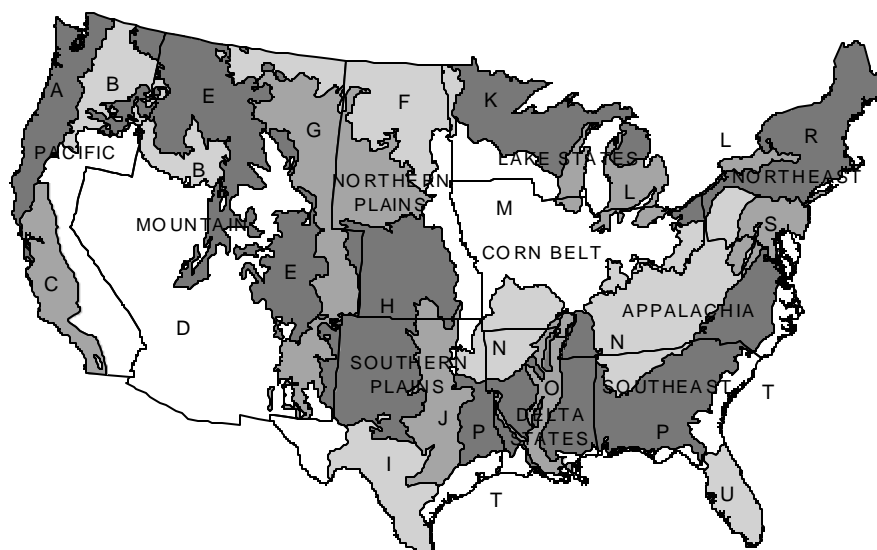 A
B
E
F
G
K
L
R
PACIFIC
B
LAKE STATES
NORTHERN
PLAINS
L
NORTHEAST
M
MOUNTAIN
S
CORN BELT
C
E
D
H
APPALACHIA
N
N
SOUTHERN
PLAINS
O
SOUTHEAST
T
J
P
DELTA
STATES
P
I
T
U